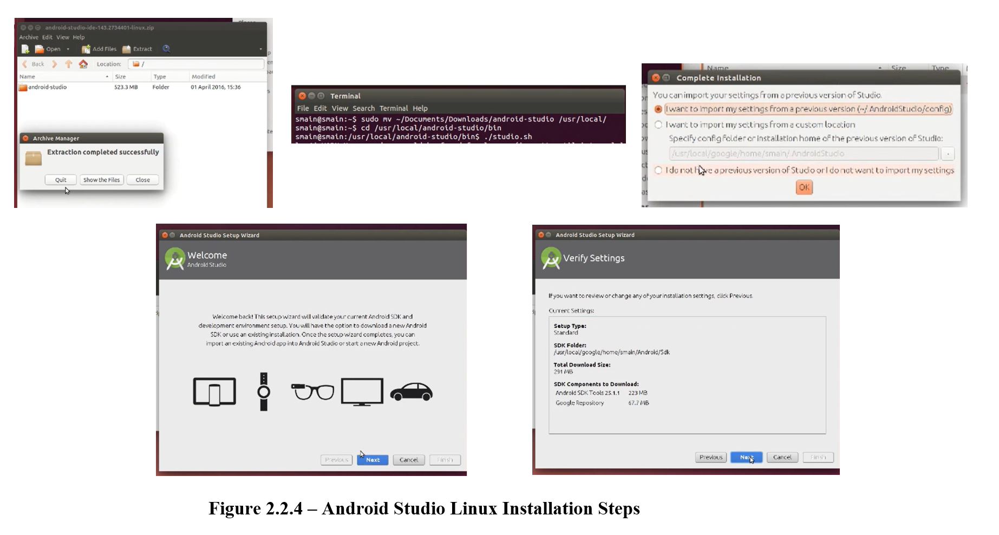 android-studio-ide-143.2734401-linux.zip
Archive Edit View Help
Open Add Files Extract
Back Location: /
Name Size Type Modified
android-studio 523.3 MB Folder 01 April 2016, 15:36
Archive Manager
Extraction completed successfully
Quit Show the Files Close
Terminal
File Edit View Search Terminal Help
smain@smain:~$ sudo mv ~/Documents/Downloads/android-studio /usr/local/
smain@smain:~$ cd /usr/local/android-studio/bin
smain@smain:/usr/local/android-studio/bin$ ./studio.sh
Name Size Type
Complete Installation
You can import your settings from a previous version of Studio.
I want to import my settings from a previous version (~/.AndroidStudio/config)
I want to import my settings from a custom location
Specify config folder or installation home of the previous version of Studio:
/usr/local/google/home/smain/.AndroidStudio
I do not have a previous version of Studio or I do not want to import my settings
OK
Android Studio Setup Wizard
Welcome
Android Studio
Welcome back! This setup wizard will validate your current Android SDK and
development environment setup. You will have the option to download a new Android
SDK or use an existing installation. Once the setup wizard completes, you can
import an existing Android app into Android Studio or start a new Android project.
Previous Next Cancel Finish
Android Studio Setup Wizard
Verify Settings
If you want to review or change any of your installation settings, click Previous.
Current Settings:
Setup Type:
Standard
SDK Folder:
/usr/local/google/home/smain/Android/Sdk
Total Download Size:
291 MB
SDK Components to Download:
Android SDK Tools 25.1.1 223 MB
Google Repository 67.7 MB
Previous Next Cancel Finish
Figure 2.2.4 – Android Studio Linux Installation Steps